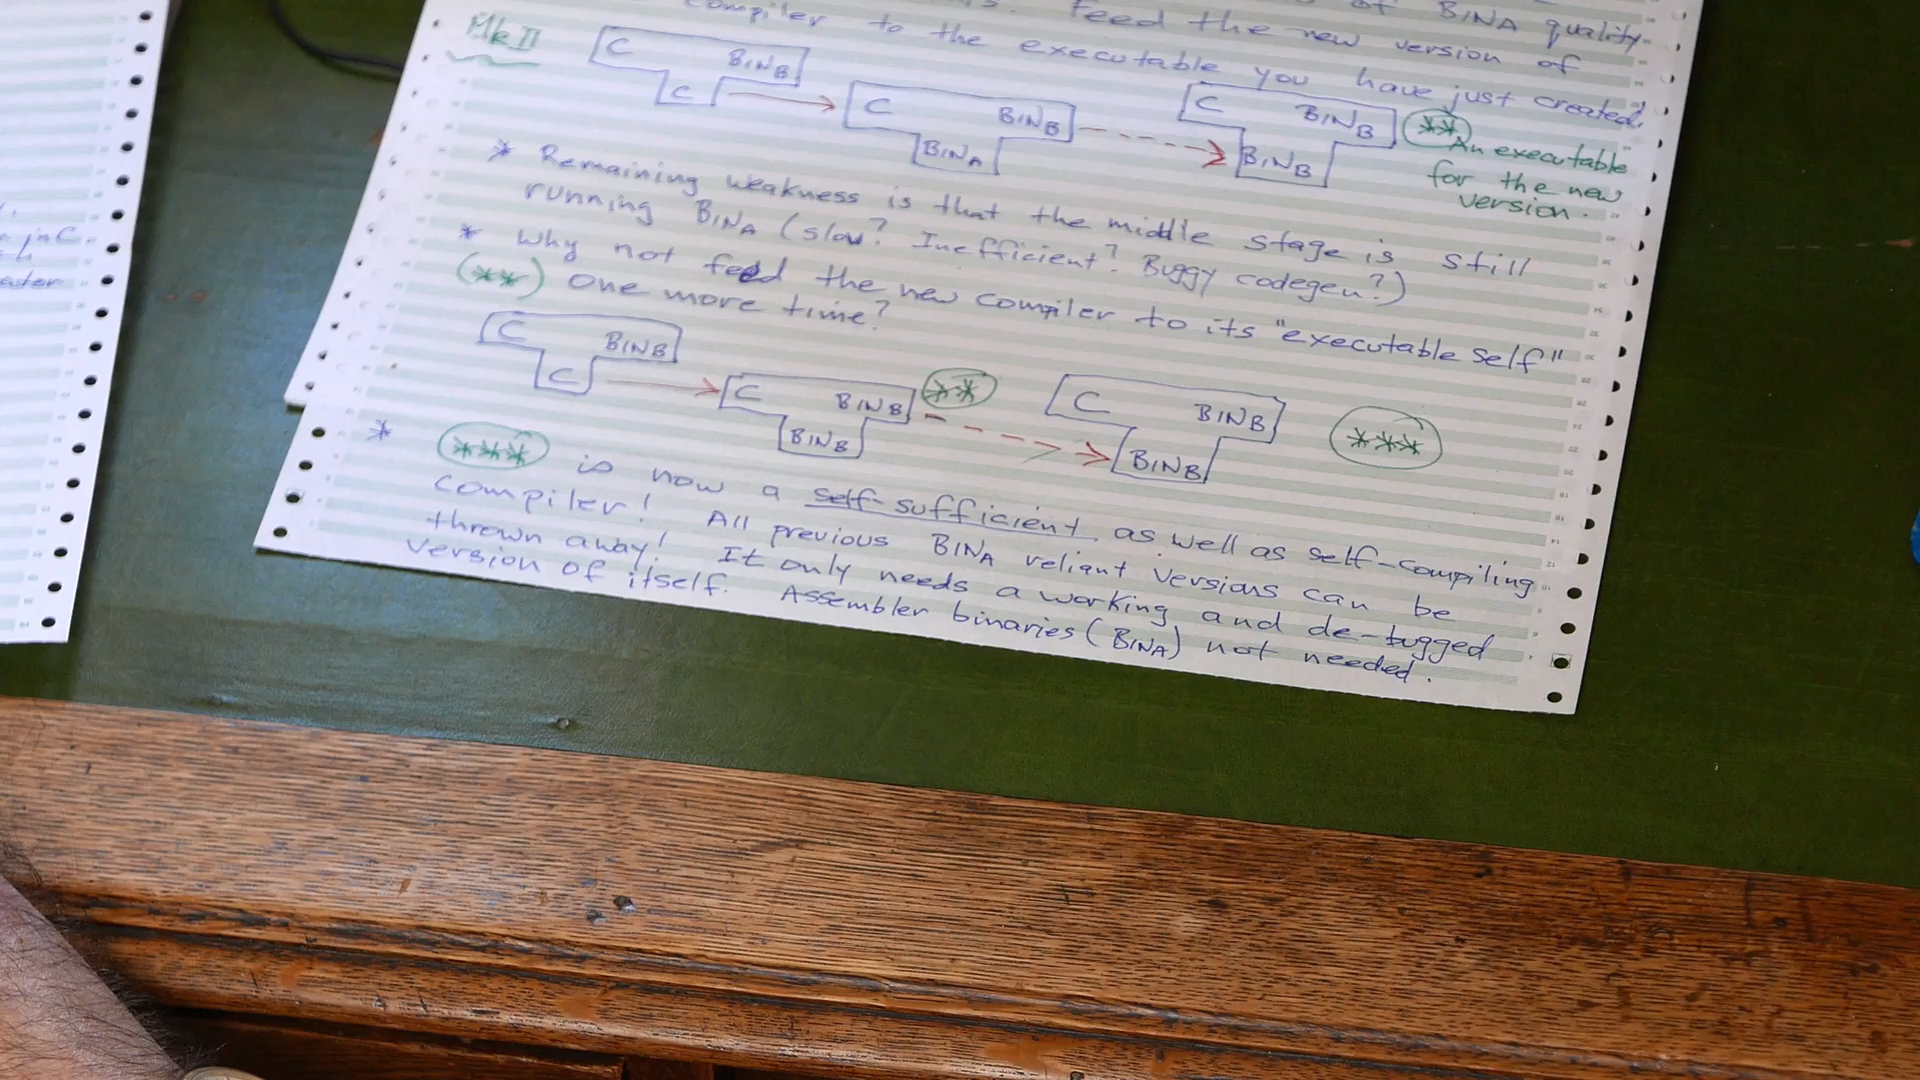 of BINA quality.
compiler to the executable you have just created.
Feed the new version of
Mk II
C BINB C
C BINB BINA
C BINB BINB
** An executable
for the new
version.
* Remaining weakness is that the middle stage is still
running BINA (slow? Inefficient? Buggy codegen?)
* Why not feed the new compiler to its "executable self"
(**) one more time?
C BINB C
C BINB BINB **
C BINB BINB ***
* *** is now a self-sufficient as well as self-compiling
compiler! All previous BINA reliant versions can be
thrown away! It only needs a working and de-bugged
version of itself. Assembler binaries (BINA) not needed.
in C